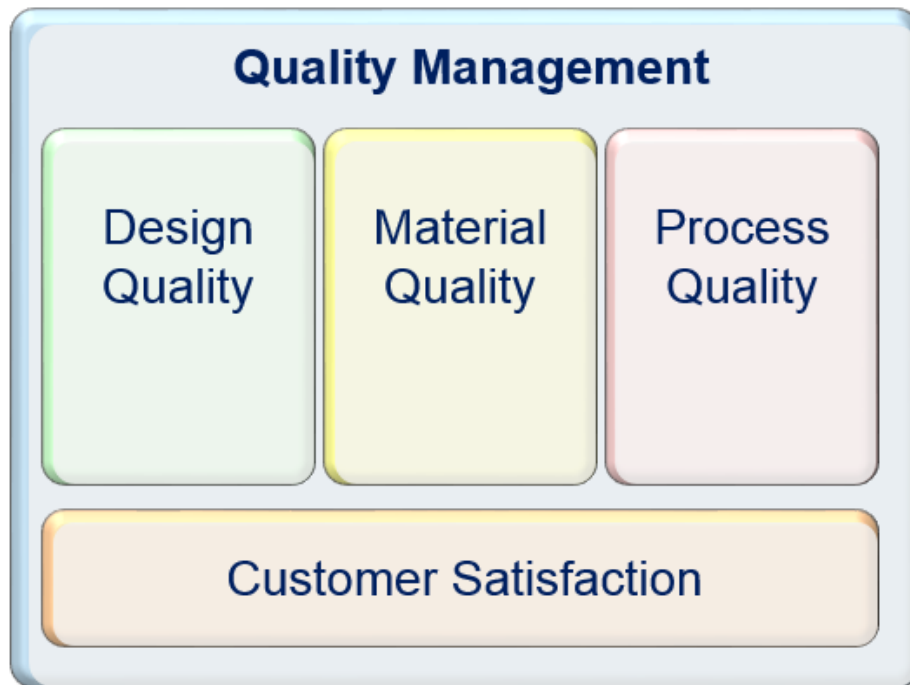 Quality Management
Design
Quality
Material
Quality
Process
Quality
Customer Satisfaction